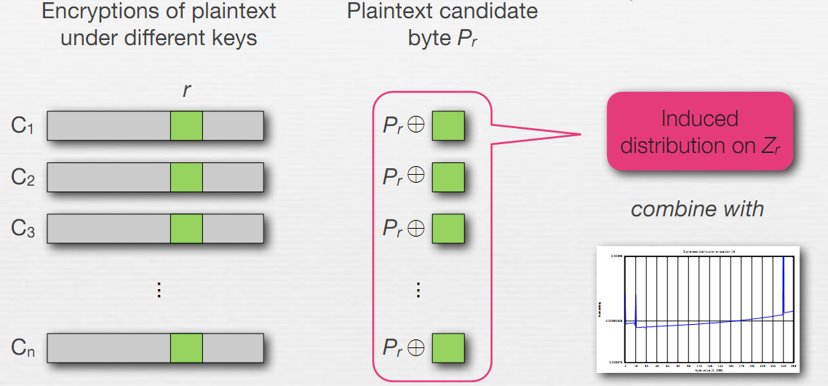 Encryptions of plaintext
under different keys
Plaintext candidate
byte Pr
r
C1
C2
C3
⋮
Cn
Pr ⊕
Pr ⊕
Pr ⊕
⋮
Pr ⊕
Induced
distribution on Zr
combine with